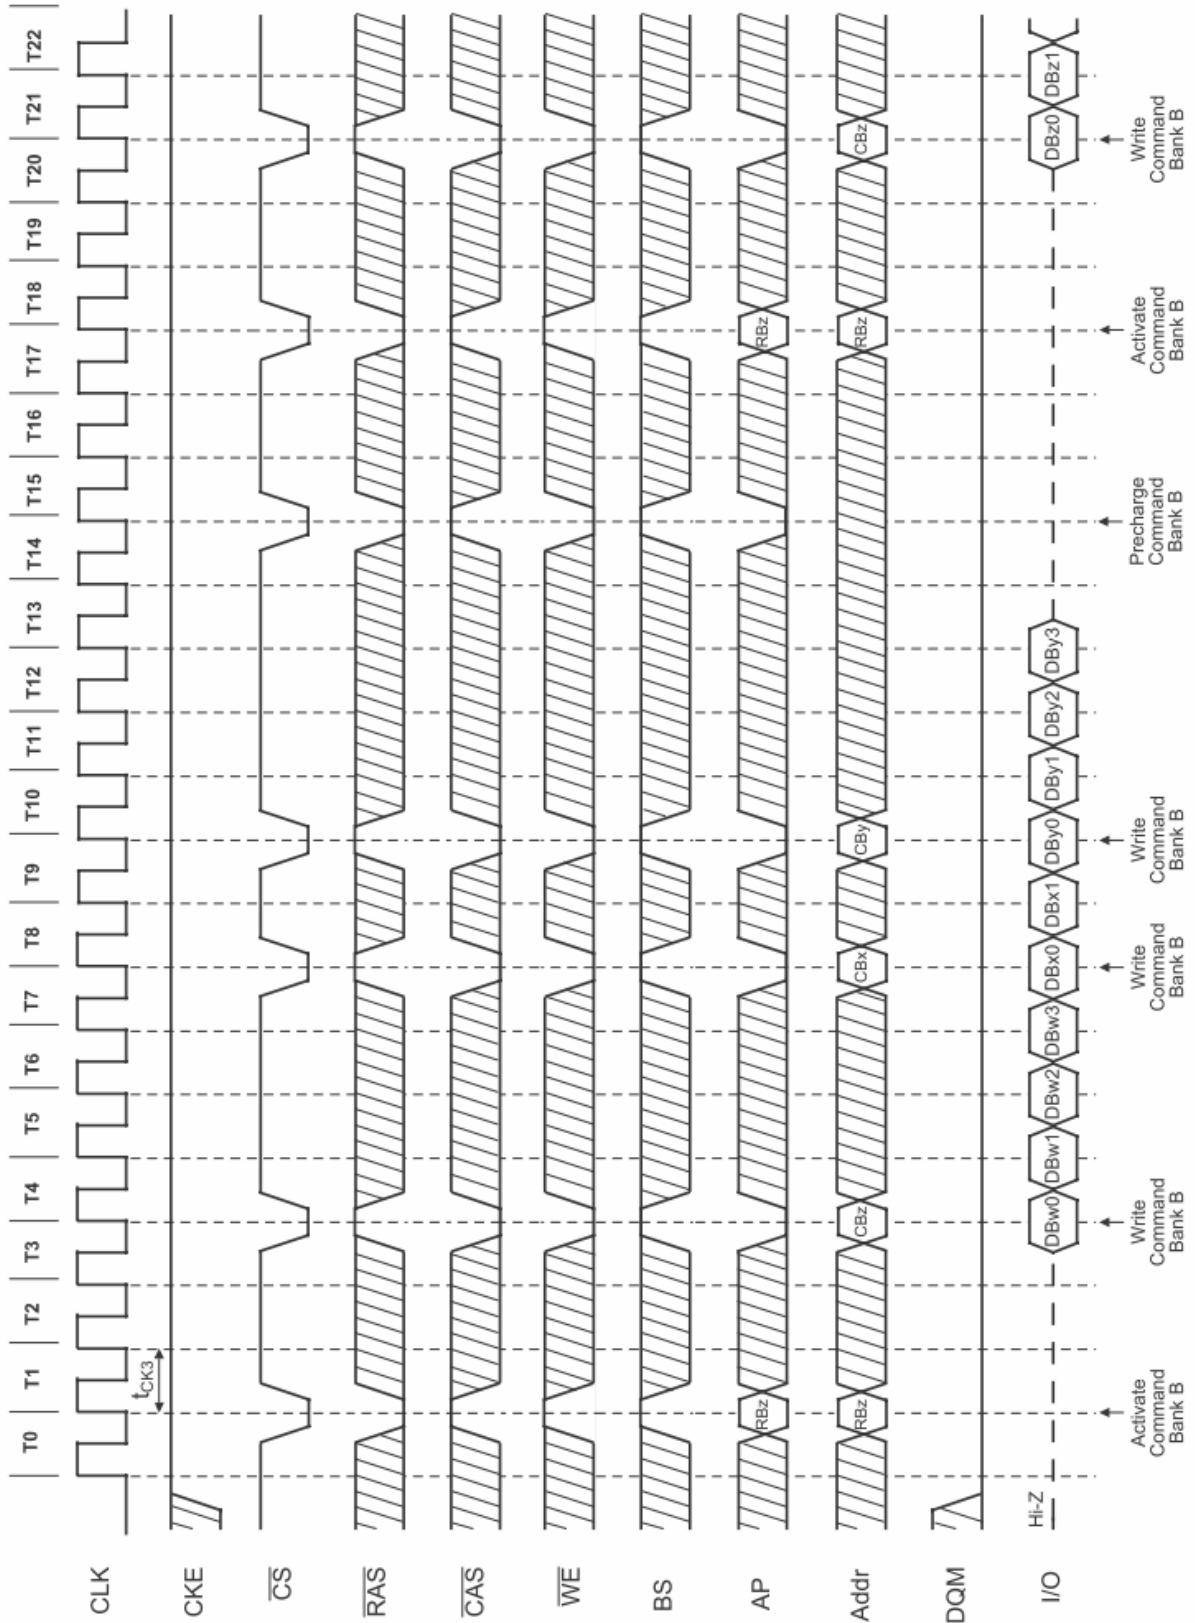 T0 T1 T2 T3 T4 T5 T6 T7 T8 T9 T10 T11 T12 T13 T14 T15 T16 T17 T18 T19 T20 T21 T22
CLK
tCK3
CKE
CS
RAS
CAS
WE
BS
AP
RBz RBz
Addr
RBz CBz CBx CBy RBz CBz
DQM
I/O
Hi-Z
DBw0 DBw1 DBw2 DBw3 DBx0 DBx1 DBy0 DBy1 DBy2 DBy3 DBz0 DBz1
Activate
Command
Bank B
Write
Command
Bank B
Write
Command
Bank B
Write
Command
Bank B
Precharge
Command
Bank B
Activate
Command
Bank B
Write
Command
Bank B